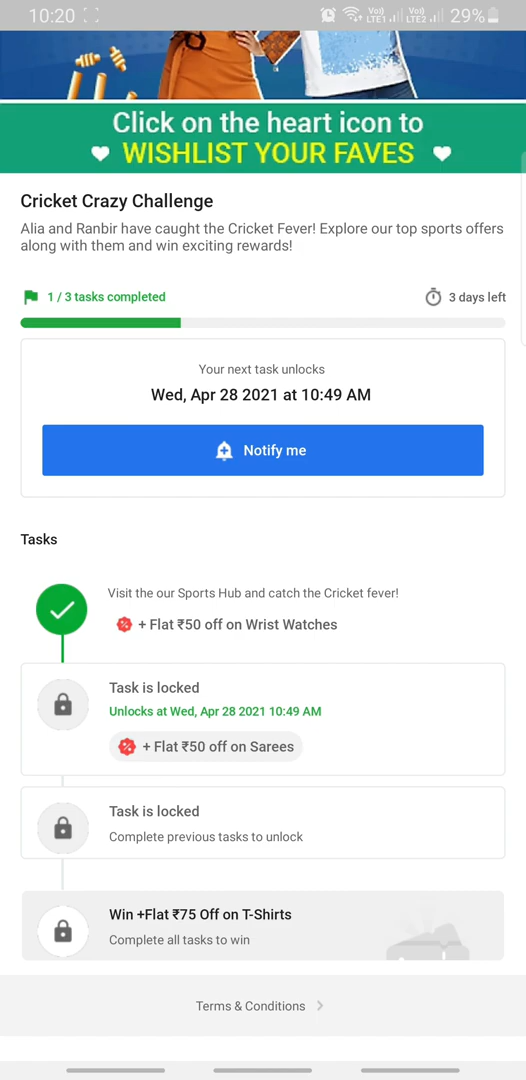 10:20
Vo) LTE1 Vo) LTE2 29%
Click on the heart icon to
WISHLIST YOUR FAVES
Cricket Crazy Challenge
Alia and Ranbir have caught the Cricket Fever! Explore our top sports offers
along with them and win exciting rewards!
1 / 3 tasks completed
3 days left
Your next task unlocks
Wed, Apr 28 2021 at 10:49 AM
Notify me
Tasks
Visit the our Sports Hub and catch the Cricket fever!
+ Flat ₹50 off on Wrist Watches
Task is locked
Unlocks at Wed, Apr 28 2021 10:49 AM
+ Flat ₹50 off on Sarees
Task is locked
Complete previous tasks to unlock
Win +Flat ₹75 Off on T-Shirts
Complete all tasks to win
Terms & Conditions